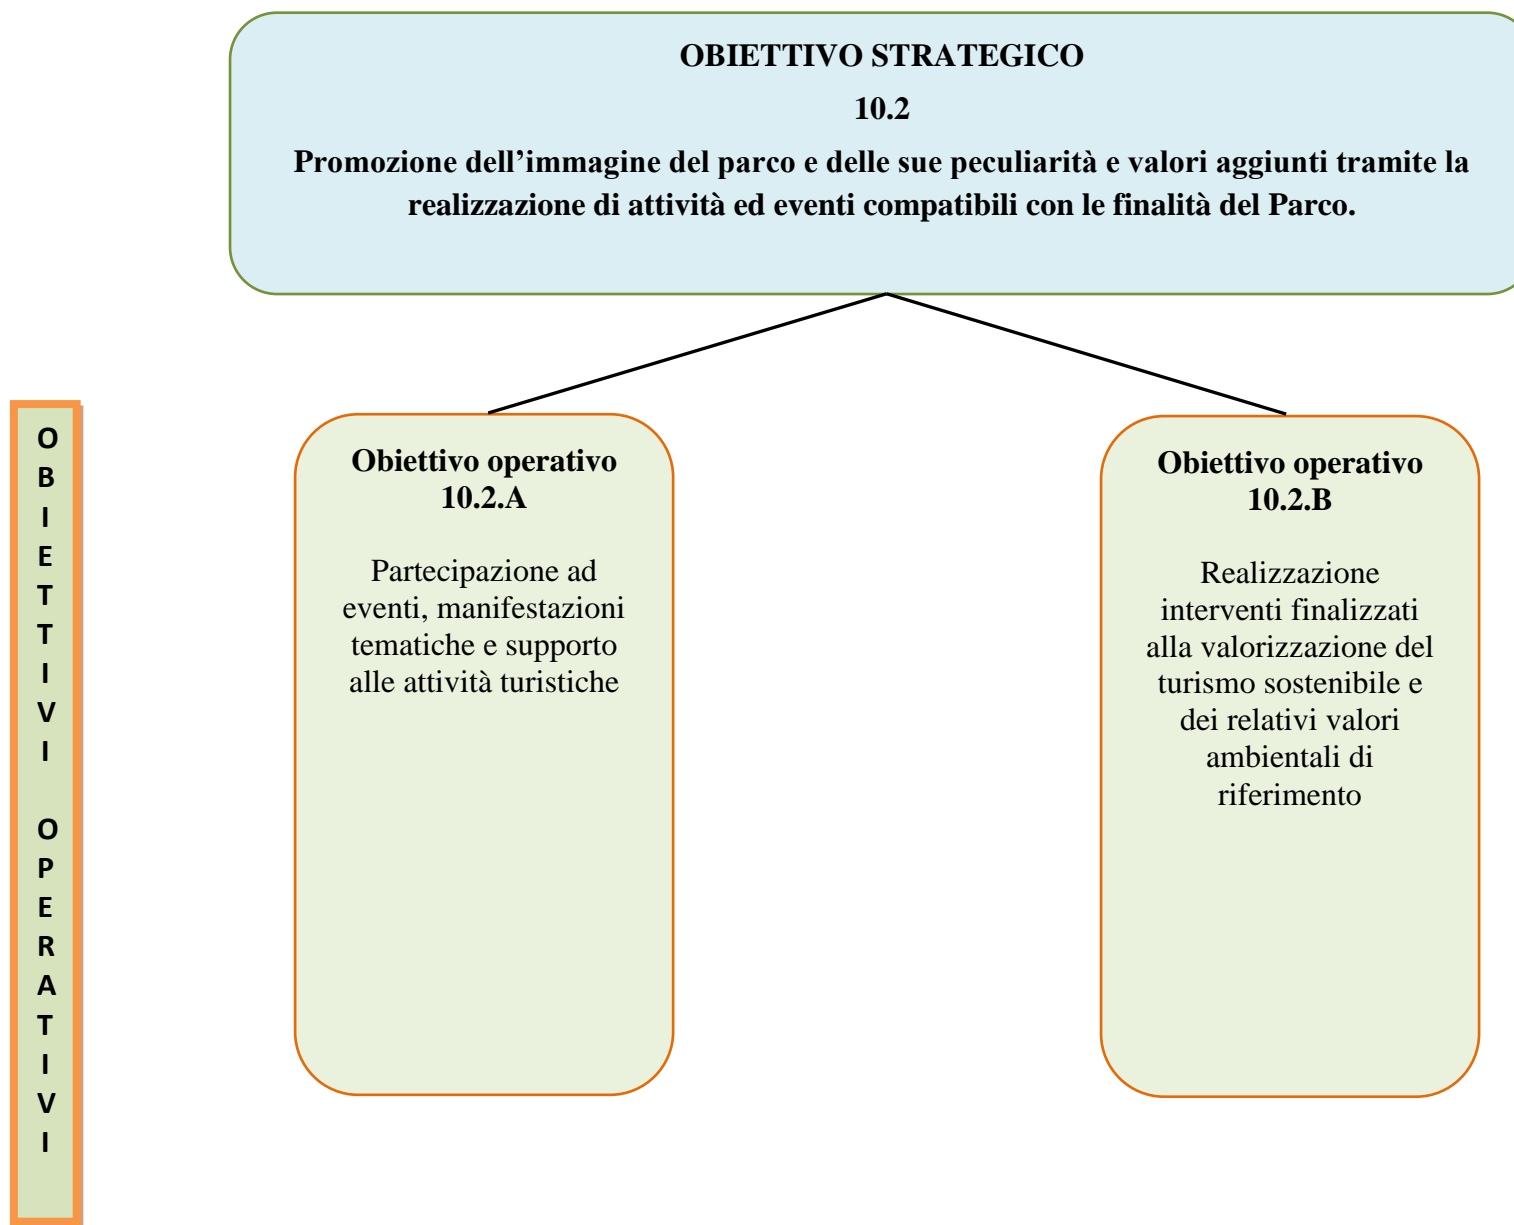 OBIETTIVO STRATEGICO
10.2
Promozione dell’immagine del parco e delle sue peculiarità e valori aggiunti tramite la
realizzazione di attività ed eventi compatibili con le finalità del Parco.
O
B
I
E
T
T
I
V
I
O
P
E
R
A
T
I
V
I
Obiettivo operativo
10.2.A
Partecipazione ad
eventi, manifestazioni
tematiche e supporto
alle attività turistiche
Obiettivo operativo
10.2.B
Realizzazione
interventi finalizzati
alla valorizzazione del
turismo sostenibile e
dei relativi valori
ambientali di
riferimento